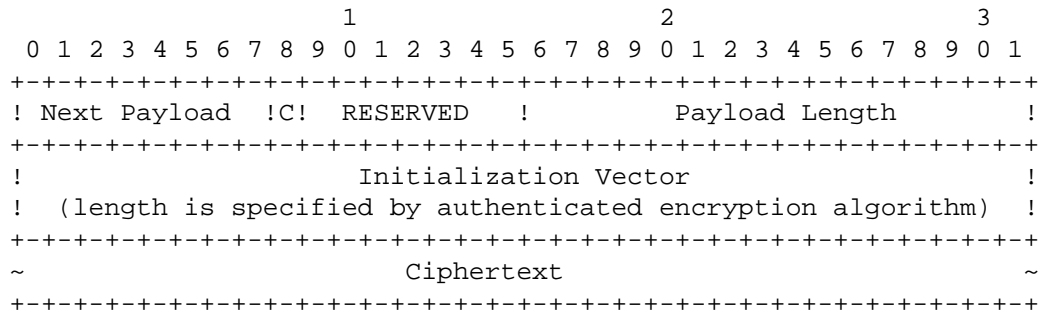 1                   2                   3
 0 1 2 3 4 5 6 7 8 9 0 1 2 3 4 5 6 7 8 9 0 1 2 3 4 5 6 7 8 9 0 1
+-+-+-+-+-+-+-+-+-+-+-+-+-+-+-+-+-+-+-+-+-+-+-+-+-+-+-+-+-+-+-+-+
! Next Payload  !C!  RESERVED   !         Payload Length        !
+-+-+-+-+-+-+-+-+-+-+-+-+-+-+-+-+-+-+-+-+-+-+-+-+-+-+-+-+-+-+-+-+
!                     Initialization Vector                     !
!  (length is specified by authenticated encryption algorithm)  !
+-+-+-+-+-+-+-+-+-+-+-+-+-+-+-+-+-+-+-+-+-+-+-+-+-+-+-+-+-+-+-+-+
~                        Ciphertext                             ~
+-+-+-+-+-+-+-+-+-+-+-+-+-+-+-+-+-+-+-+-+-+-+-+-+-+-+-+-+-+-+-+-+